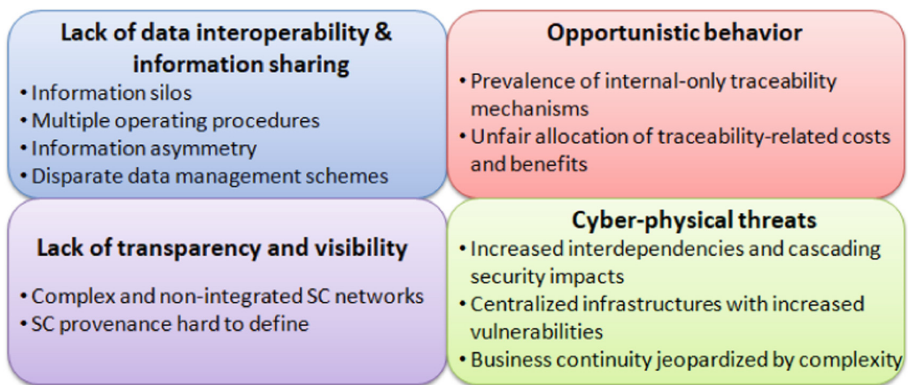 Lack of data interoperability &
information sharing
• Information silos
• Multiple operating procedures
• Information asymmetry
• Disparate data management schemes
Opportunistic behavior
• Prevalence of internal-only traceability
mechanisms
• Unfair allocation of traceability-related costs
and benefits
Lack of transparency and visibility
• Complex and non-integrated SC networks
• SC provenance hard to define
Cyber-physical threats
• Increased interdependencies and cascading
security impacts
• Centralized infrastructures with increased
vulnerabilities
• Business continuity jeopardized by complexity